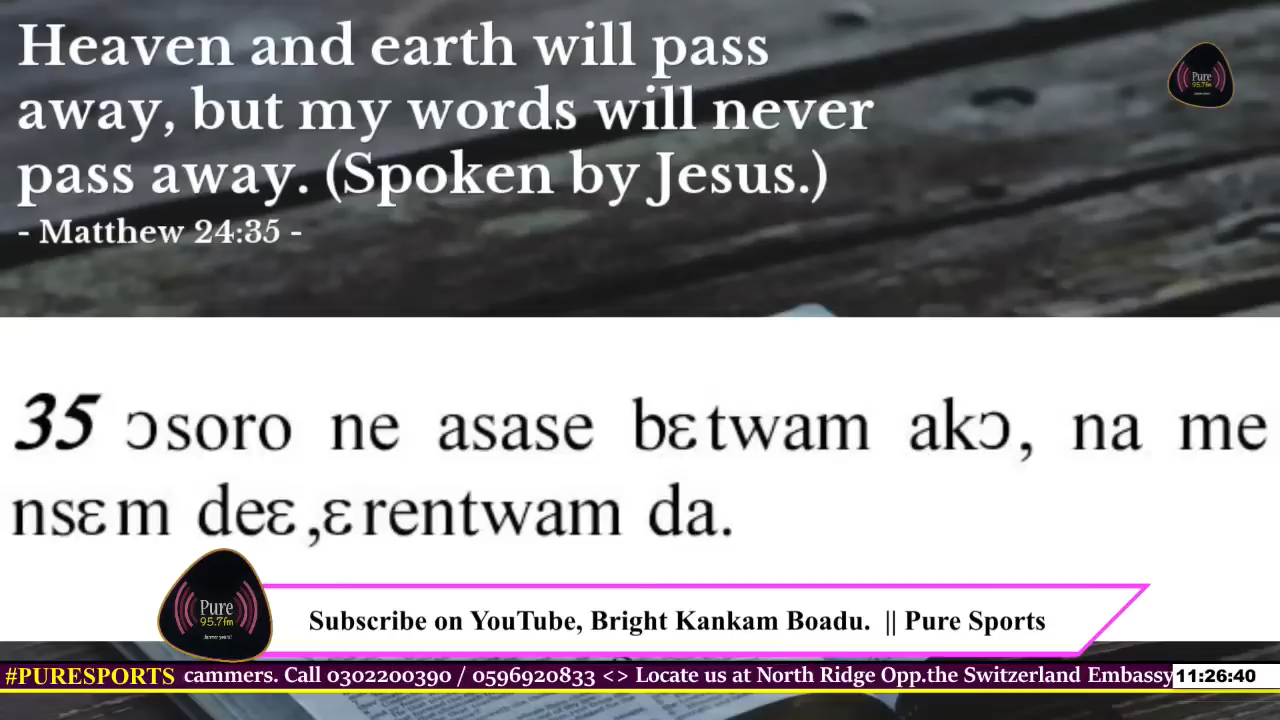 Heaven and earth will pass
away, but my words will never
pass away. (Spoken by Jesus.)
- Matthew 24:35 -
Pure
95.7fm
35 ɔsoro ne asase bɛtwam akɔ, na me
nsɛm deɛ,ɛrentwam da.
Pure
95.7fm
Subscribe on YouTube, Bright Kankam Boadu. || Pure Sports
#PURESPORTS cammers. Call 0302200390 / 0596920833 <> Locate us at North Ridge Opp.the Switzerland Embassy 11:26:40